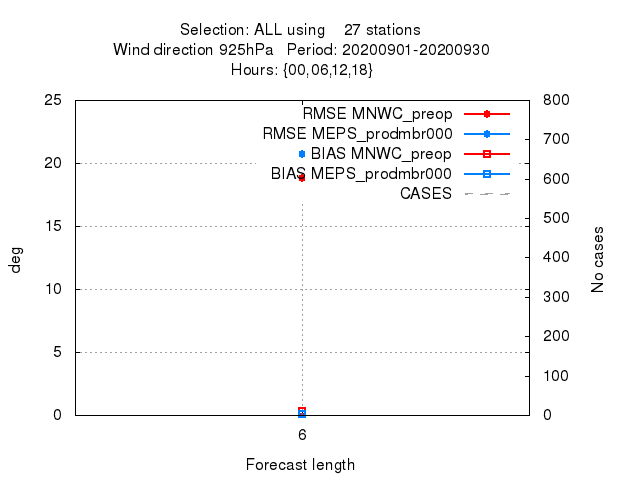 Selection: ALL using 27 stations
Wind direction 925hPa Period: 20200901-20200930
Hours: {00,06,12,18}
RMSE MNWC_preop
RMSE MEPS_prodmbr000
BIAS MNWC_preop
BIAS MEPS_prodmbr000
CASES
25
20
15
10
5
0
deg
800
700
600
500
400
300
200
100
0
No cases
6
Forecast length